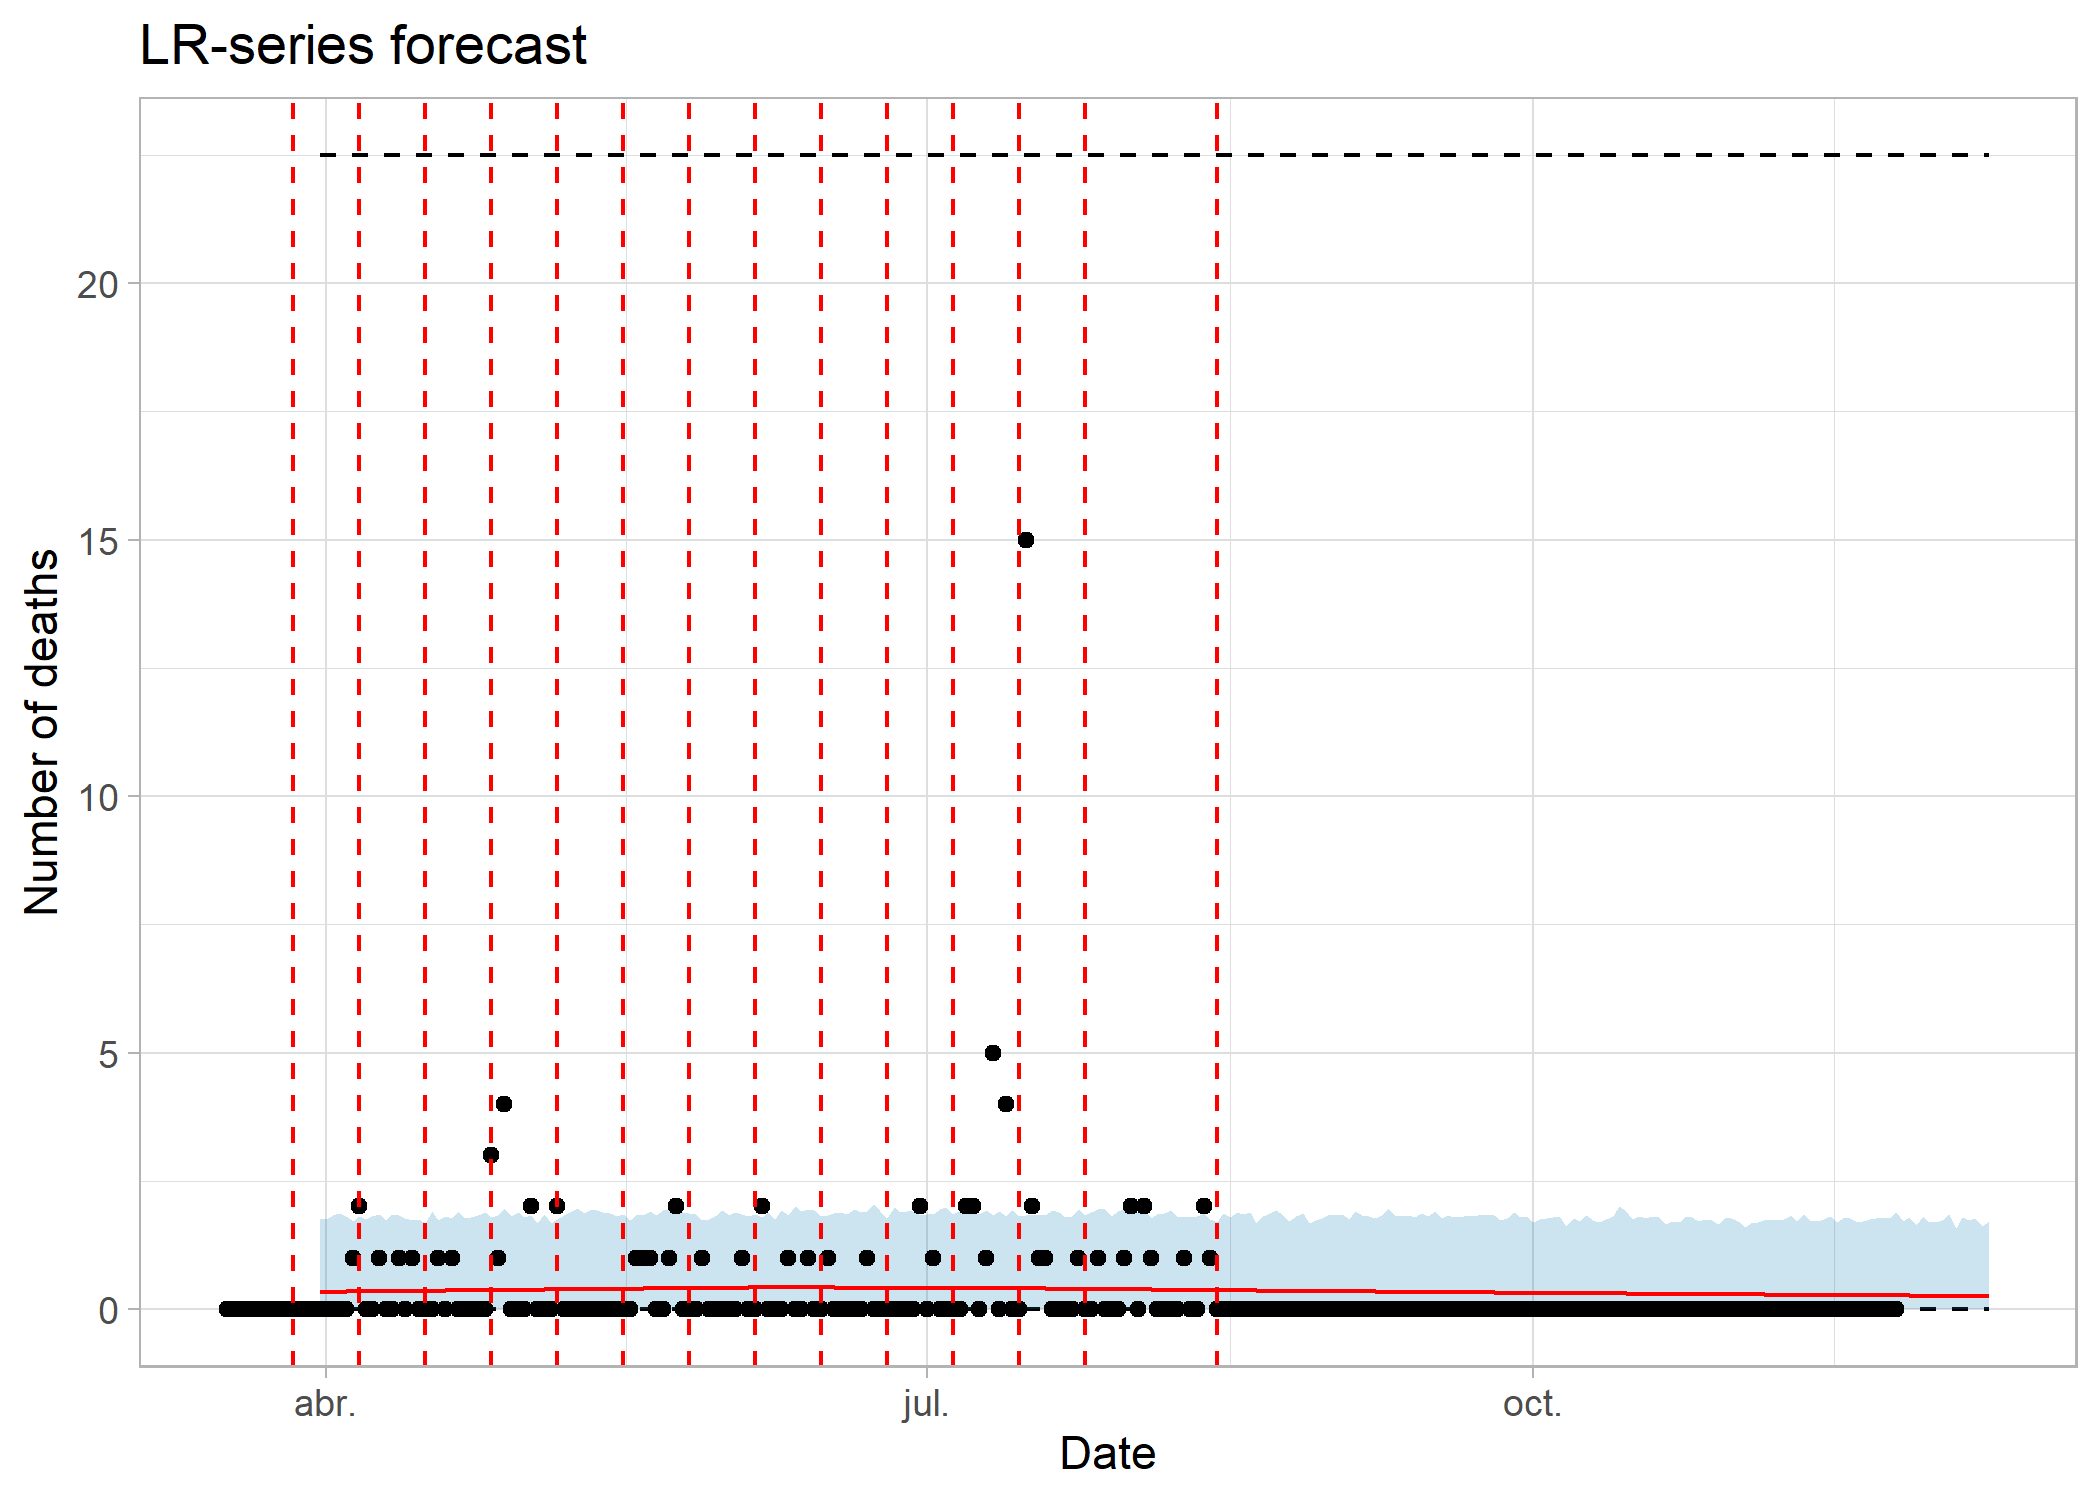 LR-series forecast
Number of deaths
20
15
10
5
0
abr.
jul.
oct.
Date